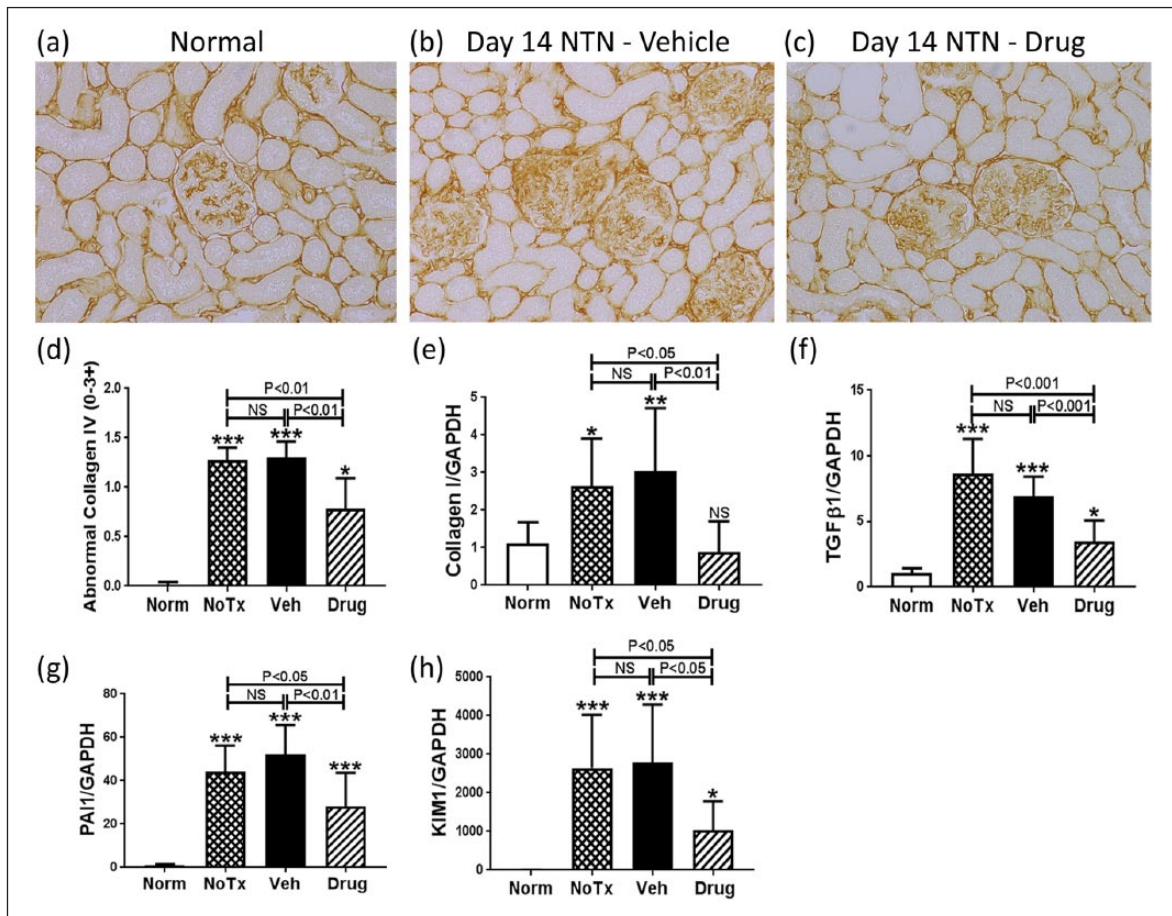 (a) Normal
(b) Day 14 NTN - Vehicle
(c) Day 14 NTN - Drug
(d)
Abnormal Collagen IV (0-3+)
2.0
1.5
1.0
0.5
0.0
P<0.01
NS P<0.01
***
***
*
Norm NoTx Veh Drug
(e)
Collagen I/GAPDH
5
4
3
2
1
0
P<0.05
NS P<0.01
*
**
NS
Norm NoTx Veh Drug
(f)
TGFβ1/GAPDH
15
10
5
0
P<0.001
NS P<0.001
***
***
*
Norm NoTx Veh Drug
(g)
PAI1/GAPDH
80
60
40
20
0
P<0.05
NS P<0.01
***
***
***
Norm NoTx Veh Drug
(h)
KIM1/GAPDH
5000
4000
3000
2000
1000
0
P<0.05
NS P<0.05
***
***
*
Norm NoTx Veh Drug